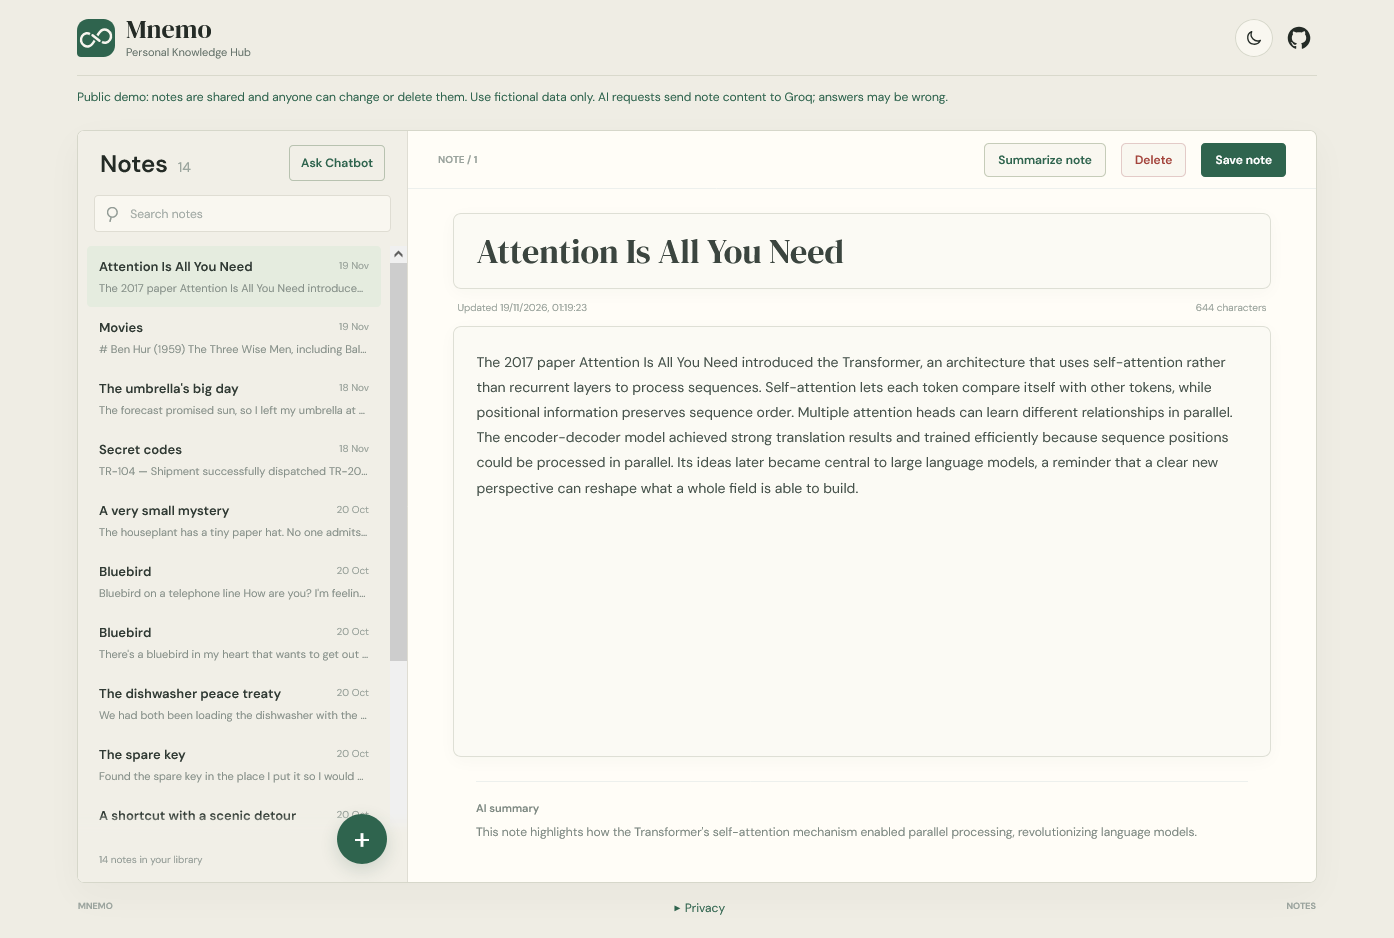 Mnemo
Personal Knowledge Hub
Public demo: notes are shared and anyone can change or delete them. Use fictional data only. AI requests send note content to Groq; answers may be wrong.
Notes 14
Ask Chatbot
Search notes
Attention Is All You Need 19 Nov
The 2017 paper Attention Is All You Need introduce...
Movies 19 Nov
# Ben Hur (1959) The Three Wise Men, including Bal...
The umbrella's big day 18 Nov
The forecast promised sun, so I left my umbrella at ...
Secret codes 18 Nov
TR-104 — Shipment successfully dispatched TR-20...
A very small mystery 20 Oct
The houseplant has a tiny paper hat. No one admits...
Bluebird 20 Oct
Bluebird on a telephone line How are you? I'm feelin...
Bluebird 20 Oct
There's a bluebird in my heart that wants to get out ...
The dishwasher peace treaty 20 Oct
We had both been loading the dishwasher with the ...
The spare key 20 Oct
Found the spare key in the place I put it so I would ...
A shortcut with a scenic detour 20 Oct
14 notes in your library
+
NOTE / 1
Summarize note
Delete
Save note
Attention Is All You Need
Updated 19/11/2026, 01:19:23
644 characters
The 2017 paper Attention Is All You Need introduced the Transformer, an architecture that uses self-attention rather
than recurrent layers to process sequences. Self-attention lets each token compare itself with other tokens, while
positional information preserves sequence order. Multiple attention heads can learn different relationships in parallel.
The encoder-decoder model achieved strong translation results and trained efficiently because sequence positions
could be processed in parallel. Its ideas later became central to large language models, a reminder that a clear new
perspective can reshape what a whole field is able to build.
AI summary
This note highlights how the Transformer's self-attention mechanism enabled parallel processing, revolutionizing language models.
MNEMO
▸ Privacy
NOTES